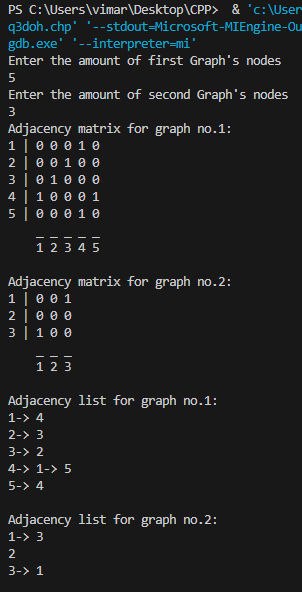 PS C:\Users\vimar\Desktop\CPP>  & 'c:\User
q3doh.chp' '--stdout=Microsoft-MIEngine-Ou
gdb.exe' '--interpreter=mi'
Enter the amount of first Graph's nodes
5
Enter the amount of second Graph's nodes
3
Adjacency matrix for graph no.1:
1 | 0 0 0 1 0
2 | 0 0 1 0 0
3 | 0 1 0 0 0
4 | 1 0 0 0 1
5 | 0 0 0 1 0
_ _ _ _ _
1 2 3 4 5
Adjacency matrix for graph no.2:
1 | 0 0 1
2 | 0 0 0
3 | 1 0 0
_ _ _
1 2 3
Adjacency list for graph no.1:
1-> 4
2-> 3
3-> 2
4-> 1-> 5
5-> 4
Adjacency list for graph no.2:
1-> 3
2
3-> 1